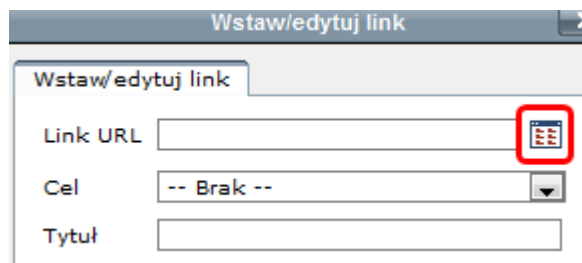 Wstaw/edytuj link
Wstaw/edytuj link
Link URL
Cel
-- Brak --
Tytuł